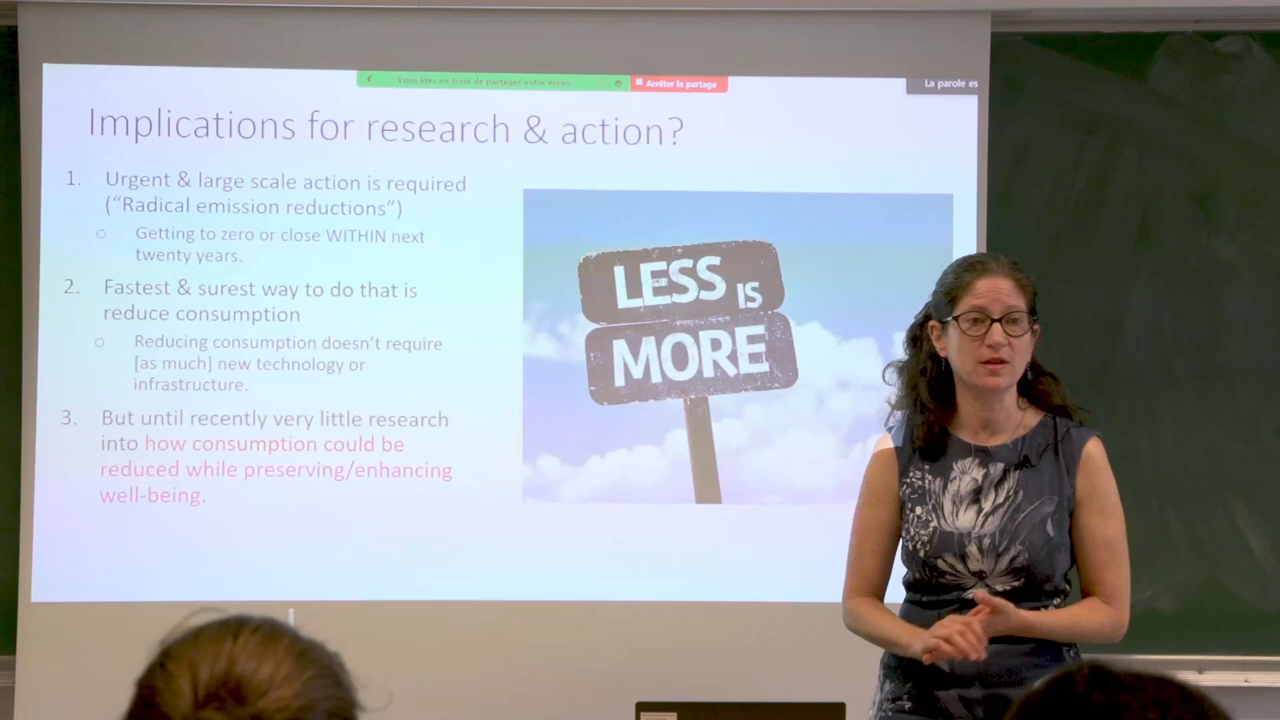 Vous êtes en train de partager votre écran
Arrêter le partage
La parole es
Implications for research & action?
1. Urgent & large scale action is required
("Radical emission reductions")
○ Getting to zero or close WITHIN next
twenty years.
2. Fastest & surest way to do that is
reduce consumption
○ Reducing consumption doesn't require
[as much] new technology or
infrastructure.
3. But until recently very little research
into how consumption could be
reduced while preserving/enhancing
well-being.
LESS IS
MORE